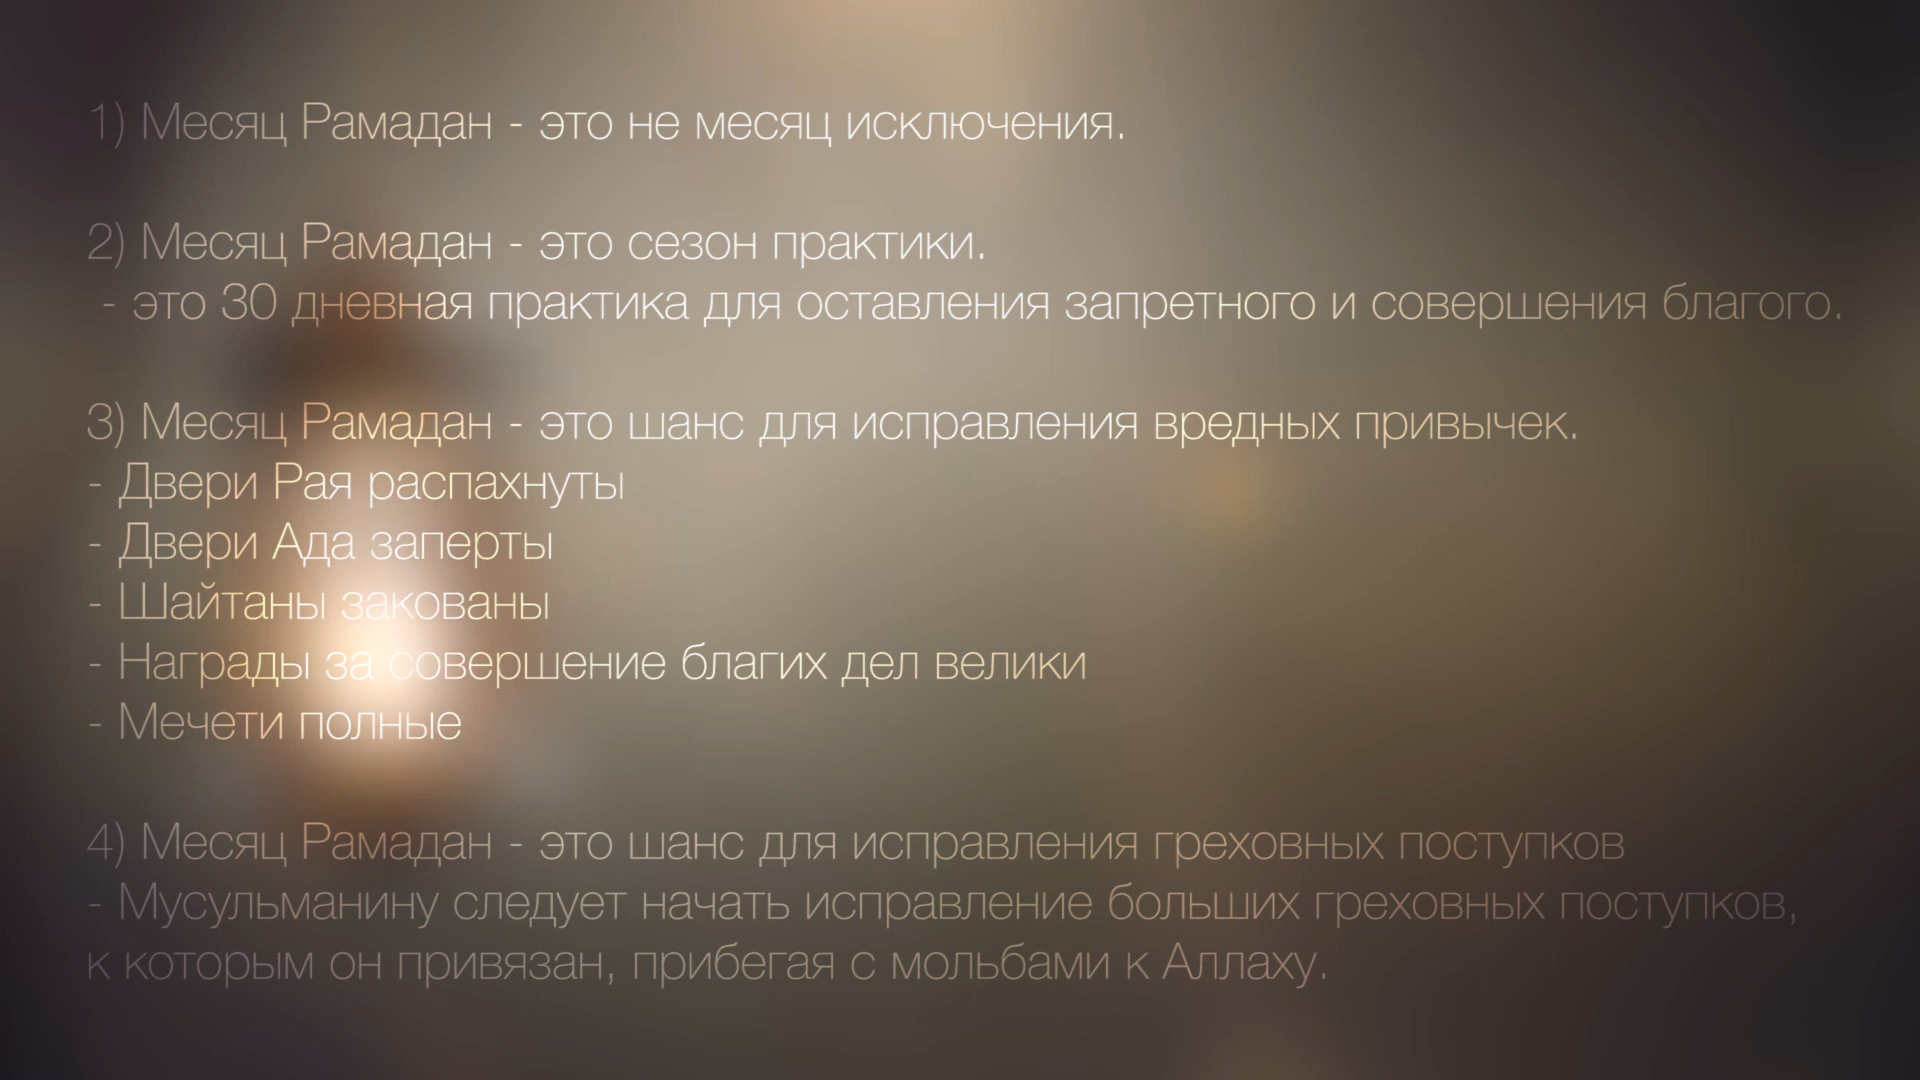 1) Месяц Рамадан - это не месяц исключения.
2) Месяц Рамадан - это сезон практики.
- это 30 дневная практика для оставления запретного и совершения благого.
3) Месяц Рамадан - это шанс для исправления вредных привычек.
- Двери Рая распахнуты
- Двери Ада заперты
- Шайтаны закованы
- Награды за совершение благих дел велики
- Мечети полные
4) Месяц Рамадан - это шанс для исправления греховных поступков
- Мусульманину следует начать исправление больших греховных поступков,
к которым он привязан, прибегая с мольбами к Аллаху.